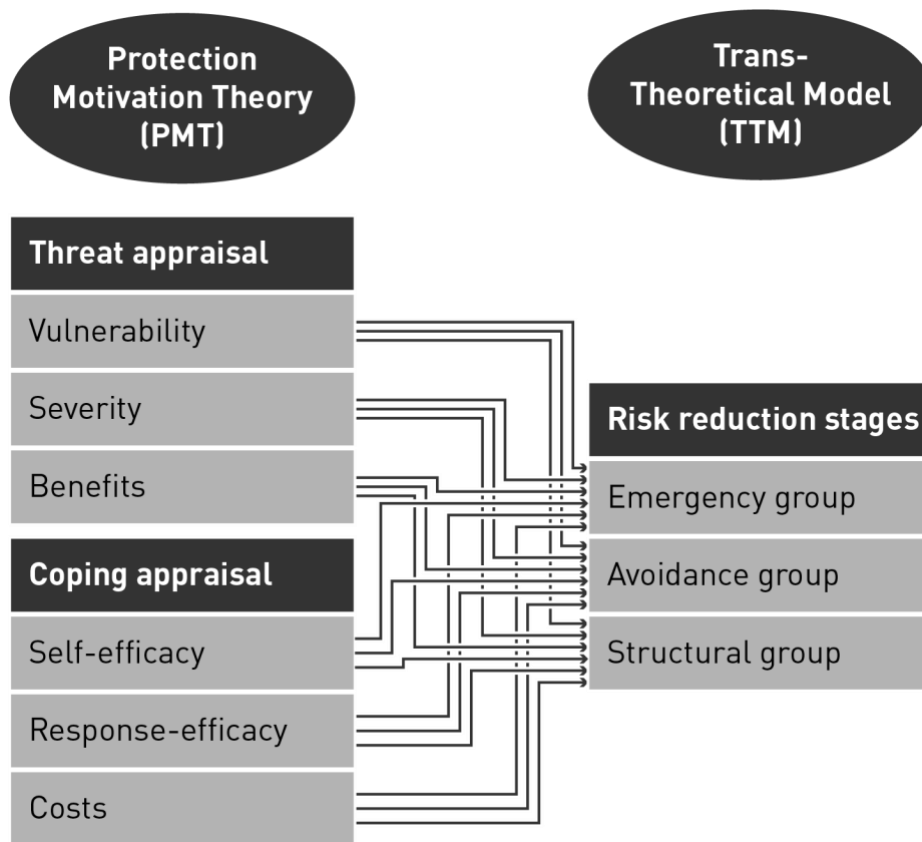 Protection
Motivation Theory
(PMT)
Trans-
Theoretical Model
(TTM)
Threat appraisal
Vulnerability
Severity
Benefits
Coping appraisal
Self-efficacy
Response-efficacy
Costs
Risk reduction stages
Emergency group
Avoidance group
Structural group